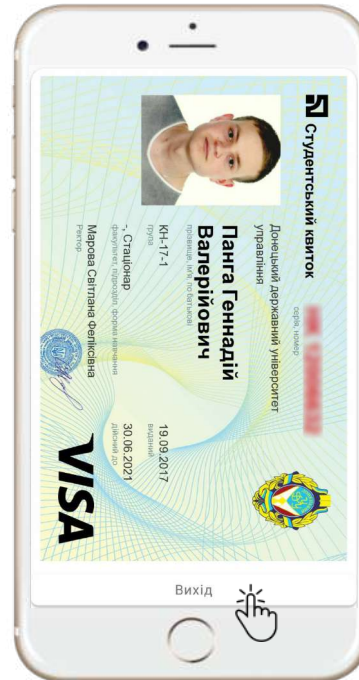 Студентський квиток
серія, номер
Донецький державний університет
управління
Панга Геннадій
Валерійович
прізвище, ім'я, по батькові
КН-17-1
група
19.09.2017
виданий
-, Стаціонар
факультет, підрозділ, форма навчання
30.06.2021
дійсний до
Марова Світлана Феліксівна
Ректор
VISA
Вихід